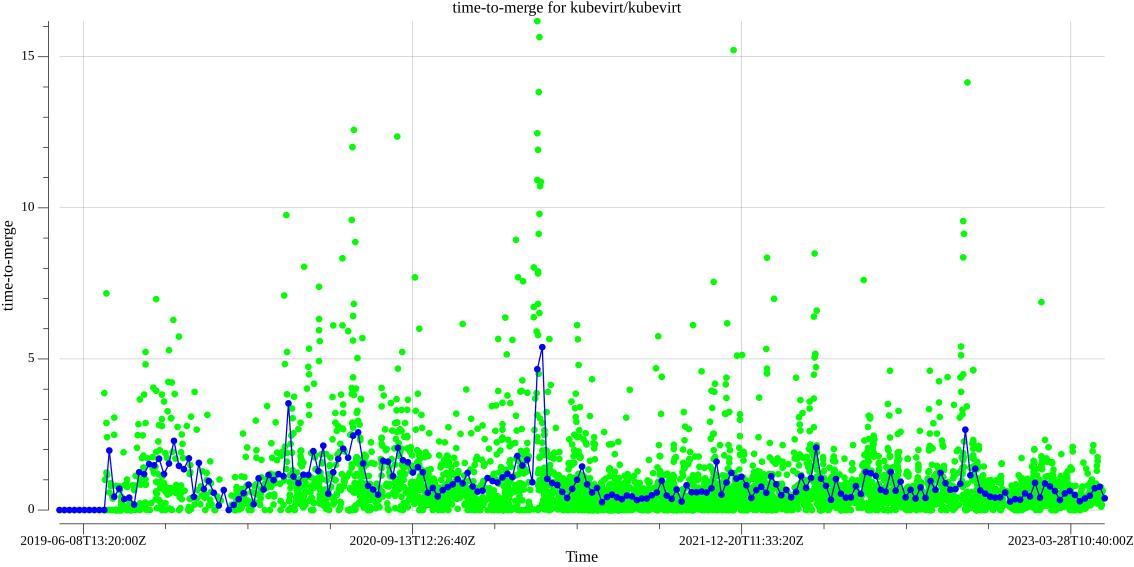 time-to-merge for kubevirt/kubevirt
15
10
5
0
time-to-merge
2019-06-08T13:20:00Z
2020-09-13T12:26:40Z
2021-12-20T11:33:20Z
2023-03-28T10:40:00Z
Time